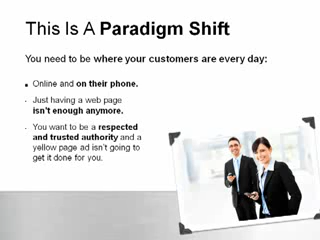 This Is A Paradigm Shift
You need to be where your customers are every day:
Online and on their phone.
Just having a web page
isn't enough anymore.
You want to be a respected
and trusted authority and a
yellow page ad isn't going to
get it done for you.